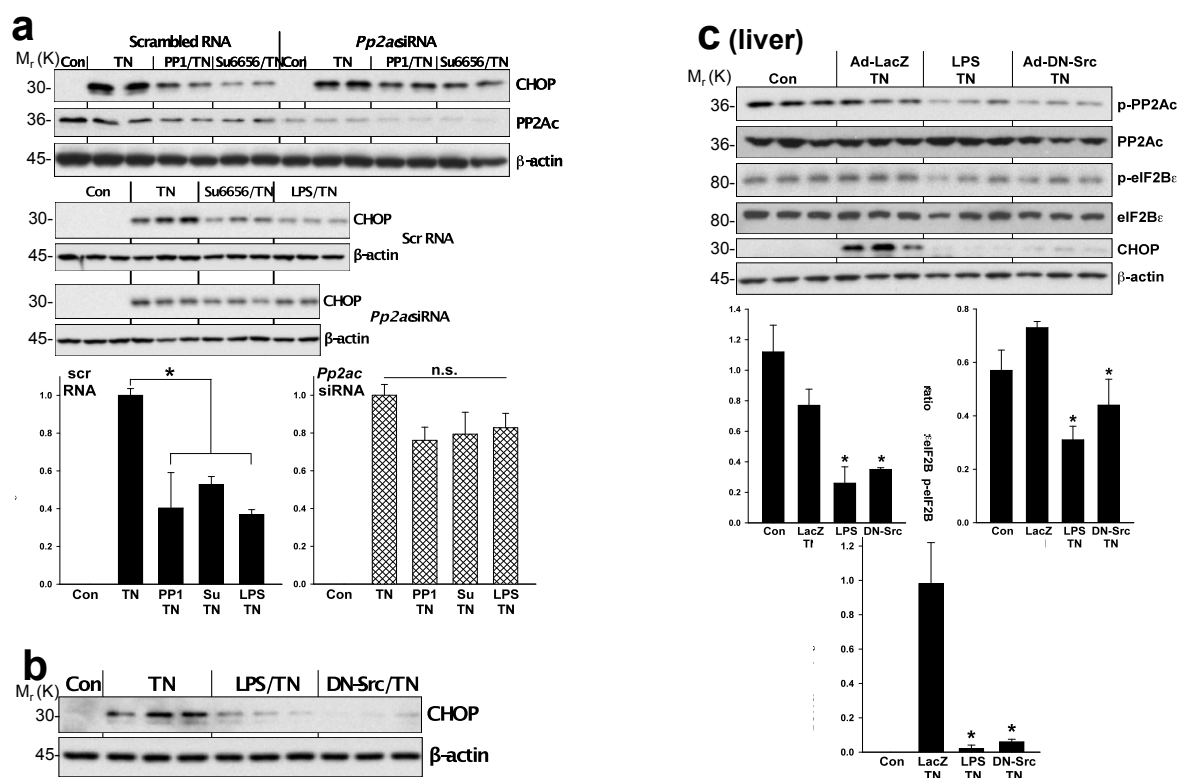 a
Scrambled RNA Pp2ac siRNA
Mr (K) Con TN PP1/TN Su6656/TN Con TN PP1/TN Su6656/TN
30- CHOP
36- PP2Ac
45- β-actin
Con TN Su6656/TN LPS/TN
30- CHOP
Scr RNA
45- β-actin
30- CHOP
Pp2ac siRNA
45- β-actin
scr
RNA
*
1.0
0.8
0.6
0.4
0.2
0.0
Con TN PP1 Su LPS
TN TN TN
Pp2ac
siRNA
n.s.
1.0
0.8
0.6
0.4
0.2
0.0
Con TN PP1 Su LPS
TN TN TN
b
Mr (K) Con TN LPS/TN DN-Src/TN
30- CHOP
45- β-actin
c (liver)
Ad-LacZ LPS Ad-DN-Src
Mr (K) Con TN TN TN
36- p-PP2Ac
36- PP2Ac
80- p-eIF2Bε
80- eIF2Bε
30- CHOP
45- β-actin
1.4
1.2
1.0
0.8
0.6
0.4
0.2
0.0
* *
Con LacZ LPS DN-Src
ratio
p-eIF2B
0.8
0.6
0.4
0.2
0.0
* *
Con LacZ LPS DN-Src
TN TN
1.2
1.0
0.8
0.6
0.4
0.2
0.0
* *
Con LacZ LPS DN-Src
TN TN TN